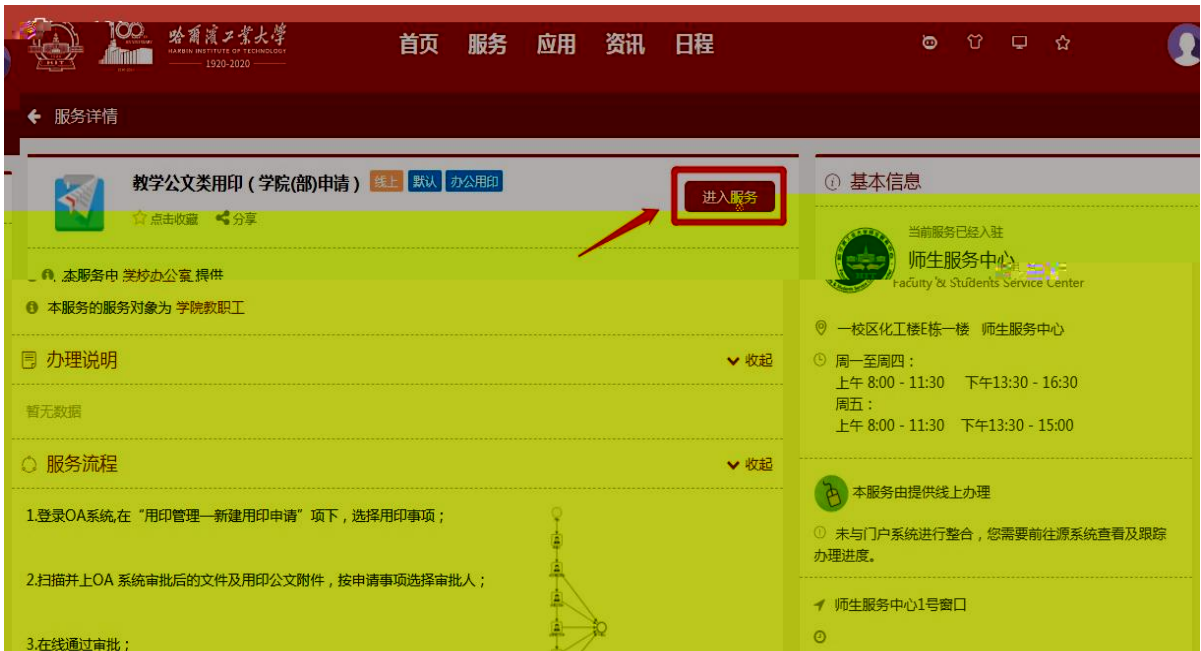 哈爾濱工業大學
HARBIN INSTITUTE OF TECHNOLOGY
1920-2020
首页 服务 应用 资讯 日程
服务详情
教学公文类用印（学院(部)申请） 线上 默认 办公用印
点击收藏 分享
进入服务
本服务由 学校办公室 提供
本服务的服务对象为 学院教职工
办理说明 收起
暂无数据
服务流程 收起
1.登录OA系统,在“用印管理—新建用印申请”项下，选择用印事项；
2.扫描并上OA 系统审批后的文件及用印公文附件，按申请事项选择审批人；
3.在线通过审批；
基本信息
当前服务已经入驻
师生服务中心
Faculty & Students Service Center
一校区化工楼E栋一楼 师生服务中心
周一至周四：
上午 8:00 - 11:30 下午13:30 - 16:30
周五：
上午 8:00 - 11:30 下午13:30 - 15:00
本服务由提供线上办理
未与门户系统进行整合，您需要前往源系统查看及跟踪
办理进度。
师生服务中心1号窗口